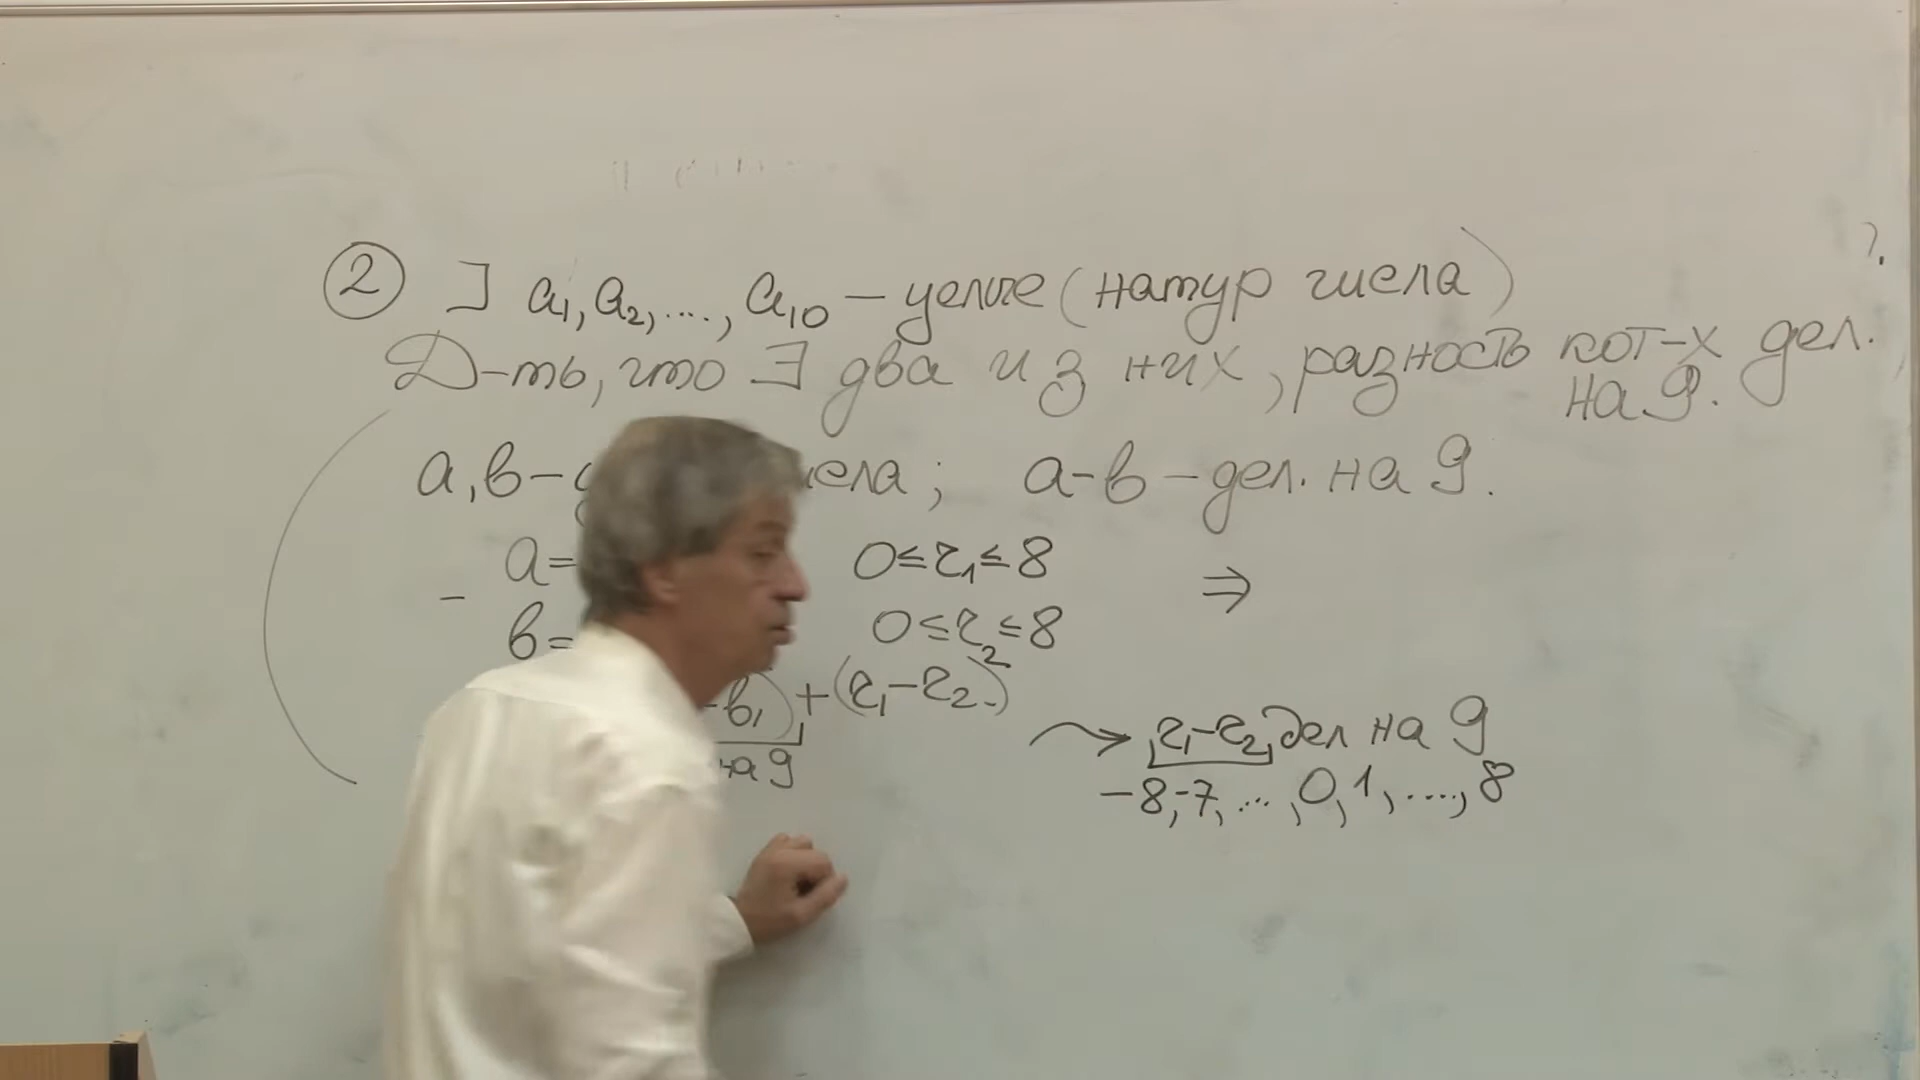 ② ∃ a₁, a₂, ...., a₁₀ — целые (натур числа)
Д-ть, что ∃ два из них, разность кот-х дел.
на 9.
a, b – ела; a-b – дел. на 9.
a= 0≤r₁≤8 ⇒
–
b= 0≤r₂≤8
-b₁) + (r₁-r₂)
на 9
r₁-r₂ дел на 9
-8,-7, ..., 0, 1, ...., 8